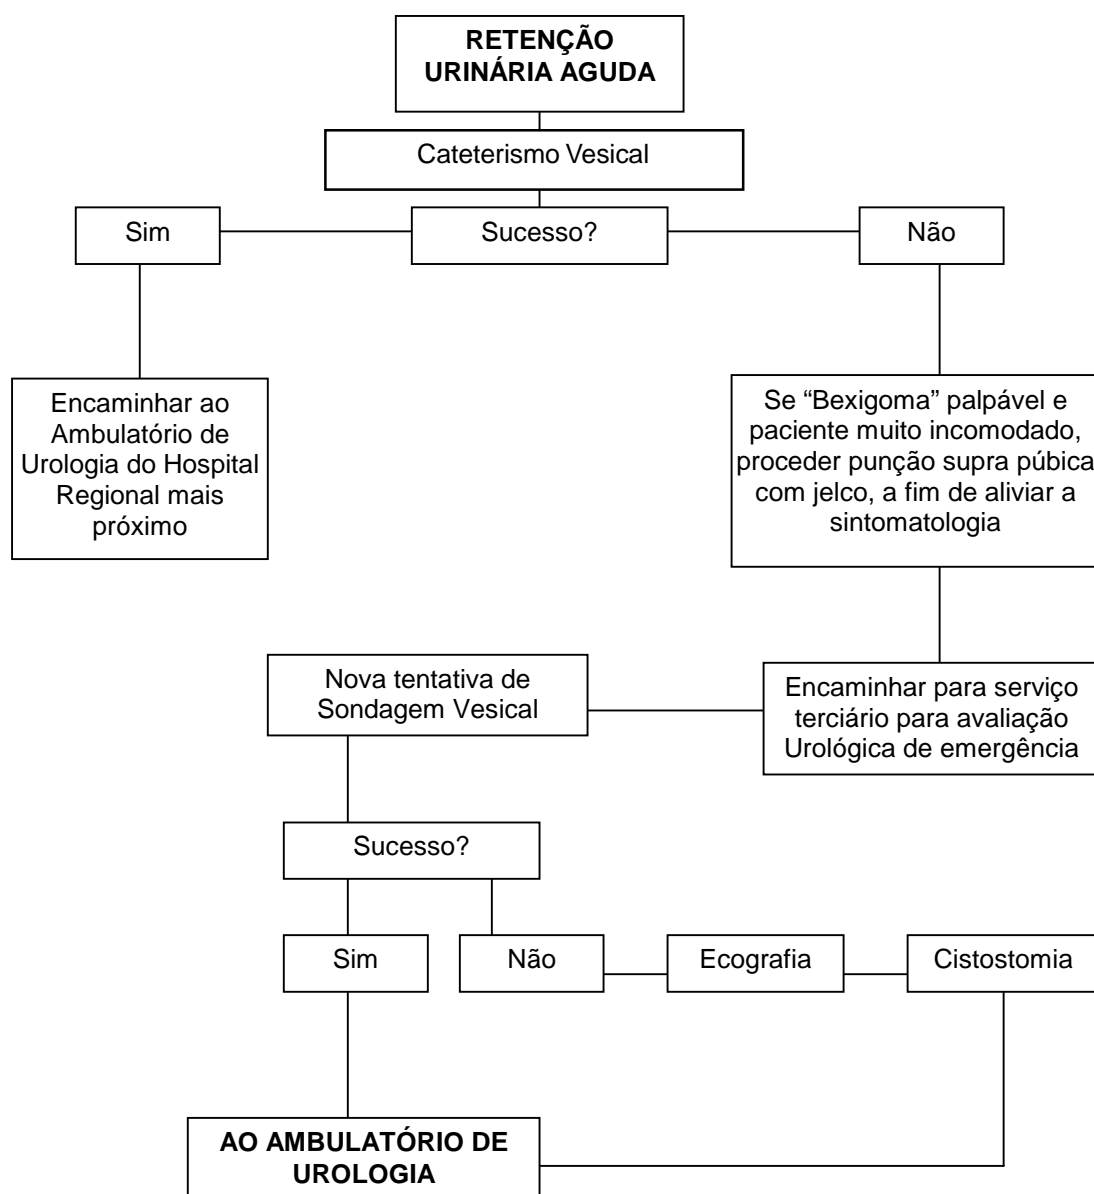 RETENÇÃO
URINÁRIA AGUDA
Cateterismo Vesical
Sim
Sucesso?
Não
Encaminhar ao
Ambulatório de
Urologia do Hospital
Regional mais
próximo
Se “Bexigoma” palpável e
paciente muito incomodado,
proceder punção supra púbica
com jelco, a fim de aliviar a
sintomatologia
Nova tentativa de
Sondagem Vesical
Encaminhar para serviço
terciário para avaliação
Urológica de emergência
Sucesso?
Sim
Não
Ecografia
Cistostomia
AO AMBULATÓRIO DE
UROLOGIA